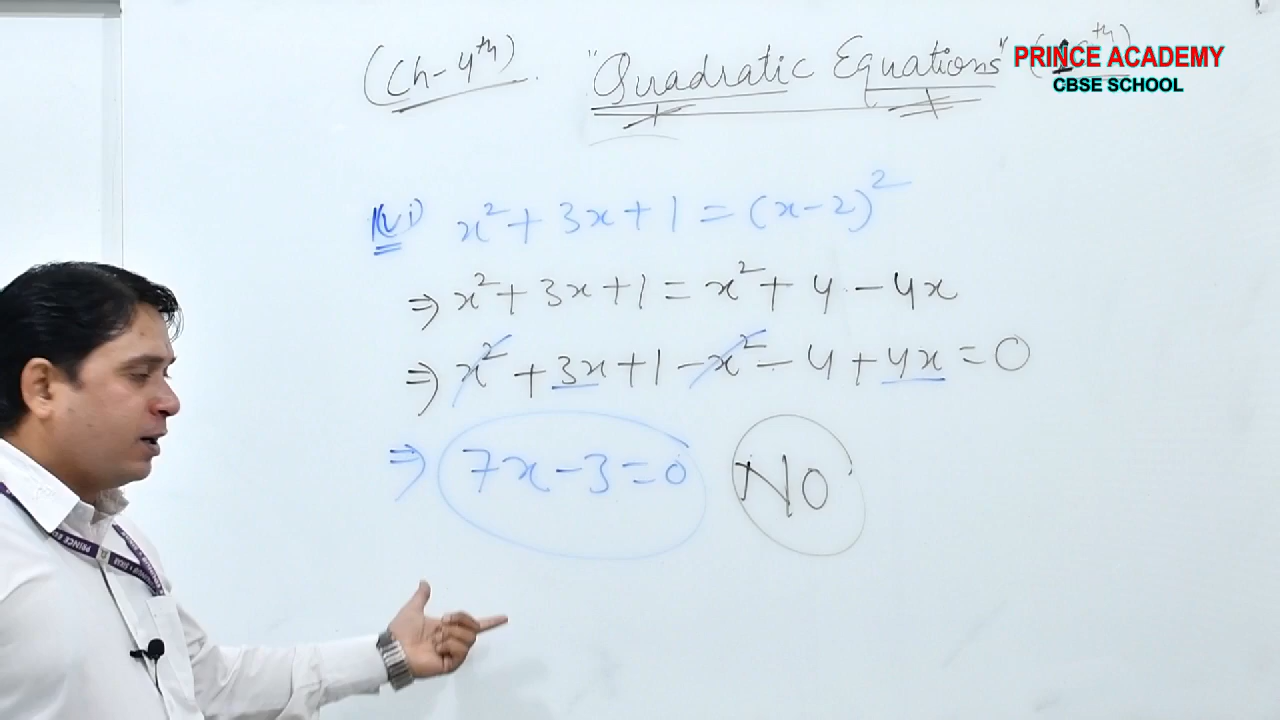 (Ch-4th) "Quadratic Equations"
PRINCE ACADEMY
CBSE SCHOOL
(vi) x² + 3x + 1 = (x-2)²
⇒ x² + 3x + 1 = x² + 4 - 4x
⇒ x² + 3x + 1 - x² - 4 + 4x = 0
⇒ 7x - 3 = 0 NO
PRINCE